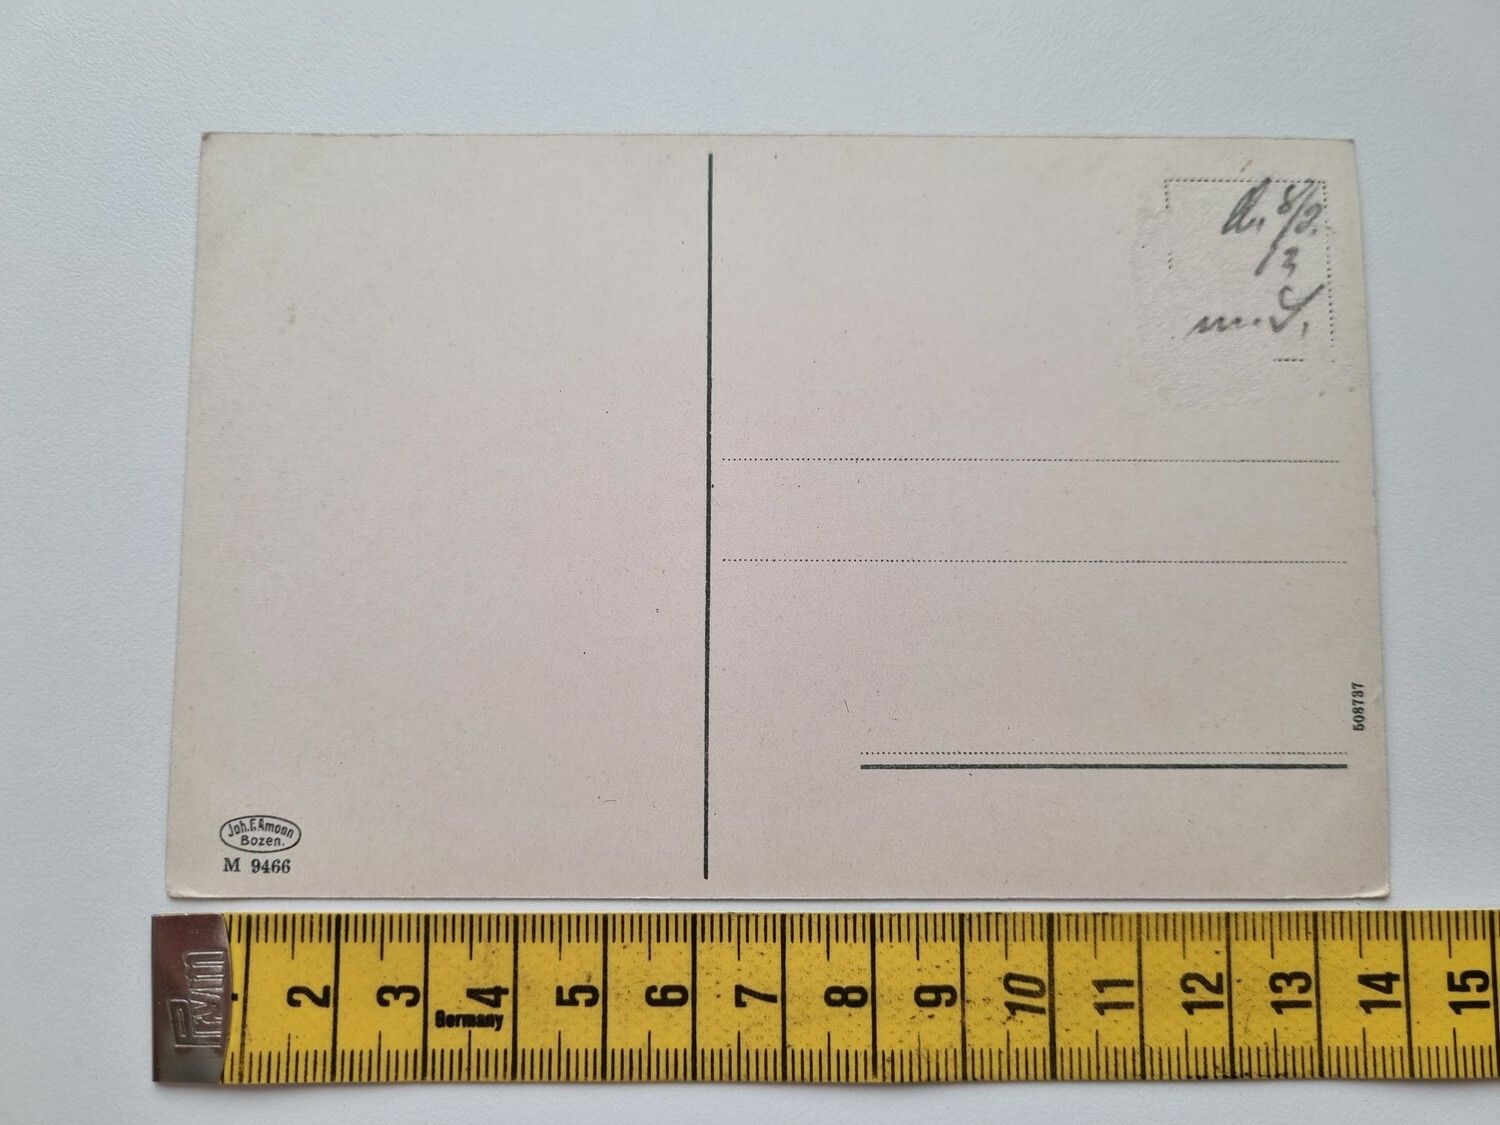 Joh. F. Amonn
Bozen.
M 9466
508737
Prym
2 3 4 5 6 7 8 9 10 11 12 13 14 15
Germany